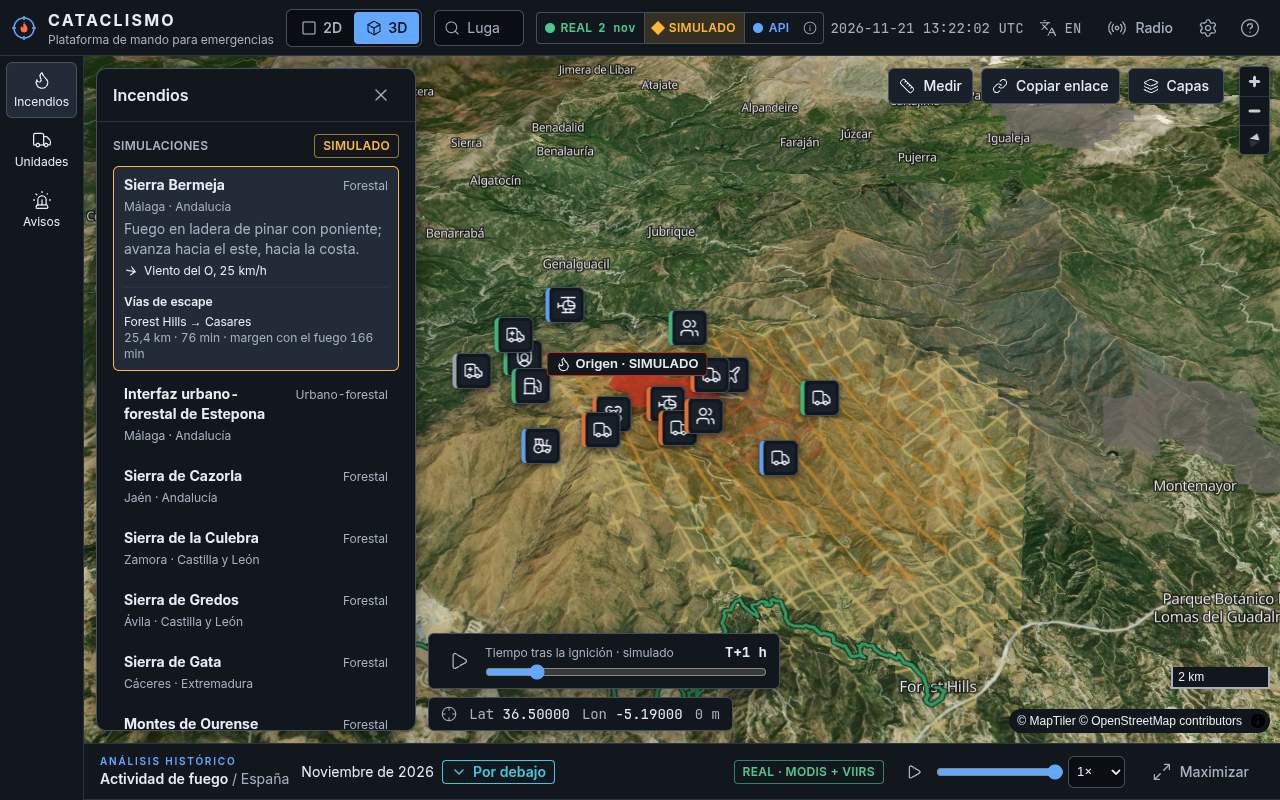 CATACLISMO
Plataforma de mando para emergencias
2D
3D
Luga
REAL 2 nov
SIMULADO
API
2026-11-21 13:22:02 UTC
EN
Radio
Incendios
Unidades
Avisos
Incendios
SIMULACIONES
SIMULADO
Sierra Bermeja
Forestal
Málaga · Andalucía
Fuego en ladera de pinar con poniente;
avanza hacia el este, hacia la costa.
→ Viento del O, 25 km/h
Vías de escape
Forest Hills → Casares
25,4 km · 76 min · margen con el fuego 166
min
Interfaz urbano-
forestal de Estepona
Urbano-forestal
Málaga · Andalucía
Sierra de Cazorla
Forestal
Jaén · Andalucía
Sierra de la Culebra
Forestal
Zamora · Castilla y León
Sierra de Gredos
Forestal
Ávila · Castilla y León
Sierra de Gata
Forestal
Cáceres · Extremadura
Montes de Ourense
Forestal
Medir
Copiar enlace
Capas
Jimera de Líbar
Atajate
Alpandeire
Benadalid
Sierra
Benalauría
Faraján
Júzcar
Igualeja
Pujerra
Algatocín
Benarrabá
Jubrique
Genalguacil
Origen · SIMULADO
Montemayor
Parque Botánico
Lomas del Guadal
Forest Hills
Tiempo tras la ignición · simulado
T+1 h
Lat 36.50000 Lon -5.19000 0 m
2 km
© MapTiler © OpenStreetMap contributors
ANÁLISIS HISTÓRICO
Actividad de fuego / España
Noviembre de 2026
Por debajo
REAL · MODIS + VIIRS
1×
Maximizar